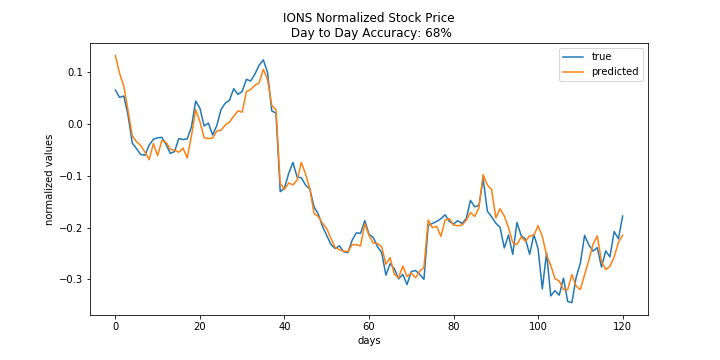 IONS Normalized Stock Price
Day to Day Accuracy: 68%
true
predicted
normalized values
0.1
0.0
−0.1
−0.2
−0.3
0 20 40 60 80 100 120
days